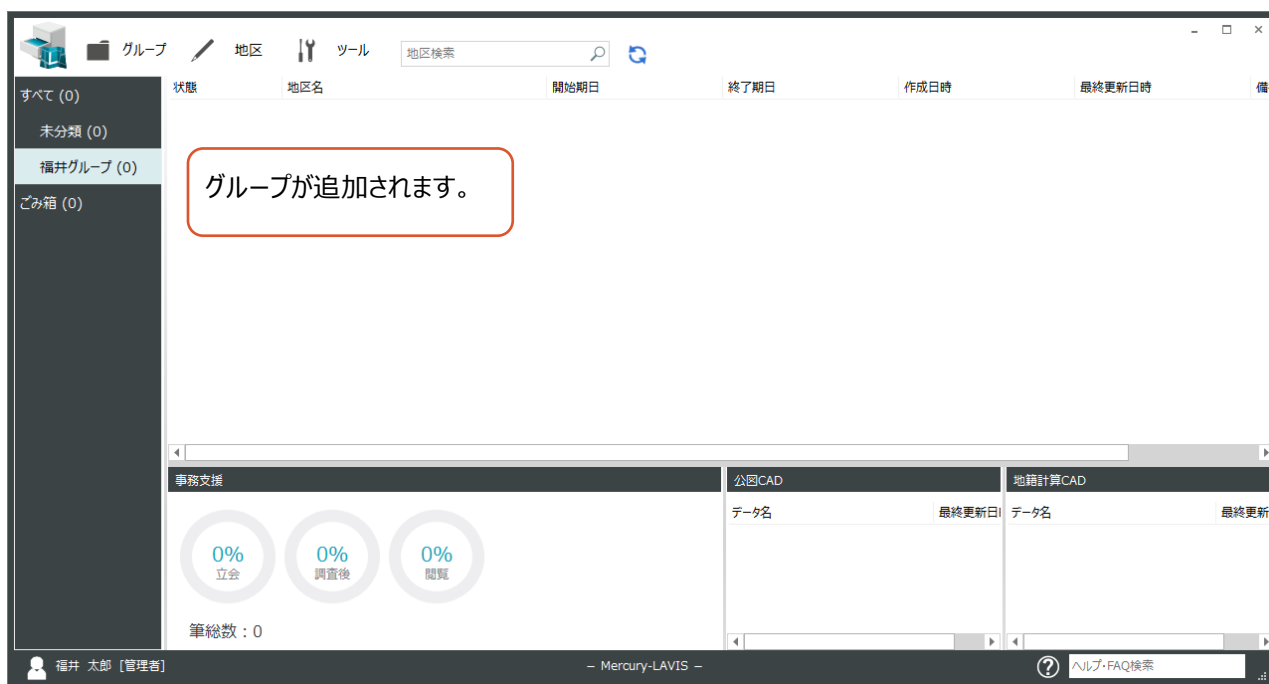 グループ 地区 ツール 地区検索
すべて (0)
未分類 (0)
福井グループ (0)
ごみ箱 (0)
状態 地区名 開始期日 終了期日 作成日時 最終更新日時 備
グループが追加されます。
事務支援
0% 0% 0%
立会 調査後 閲覧
筆総数：0
公図CAD
データ名 最終更新日
地籍計算CAD
データ名 最終更新
福井 太郎 [管理者]
– Mercury-LAVIS –
ヘルプ・FAQ検索